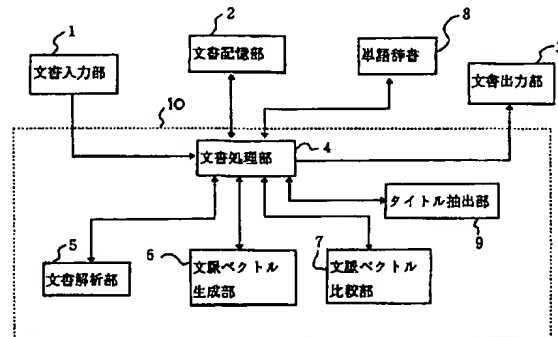 1
2
8
3
文書入力部
文書記憶部
単語辞書
文書出力部
10
文書処理部
4
タイトル抽出部
9
5
文書解析部
6
文脈ベクトル
生成部
7
文脈ベクトル
比較部